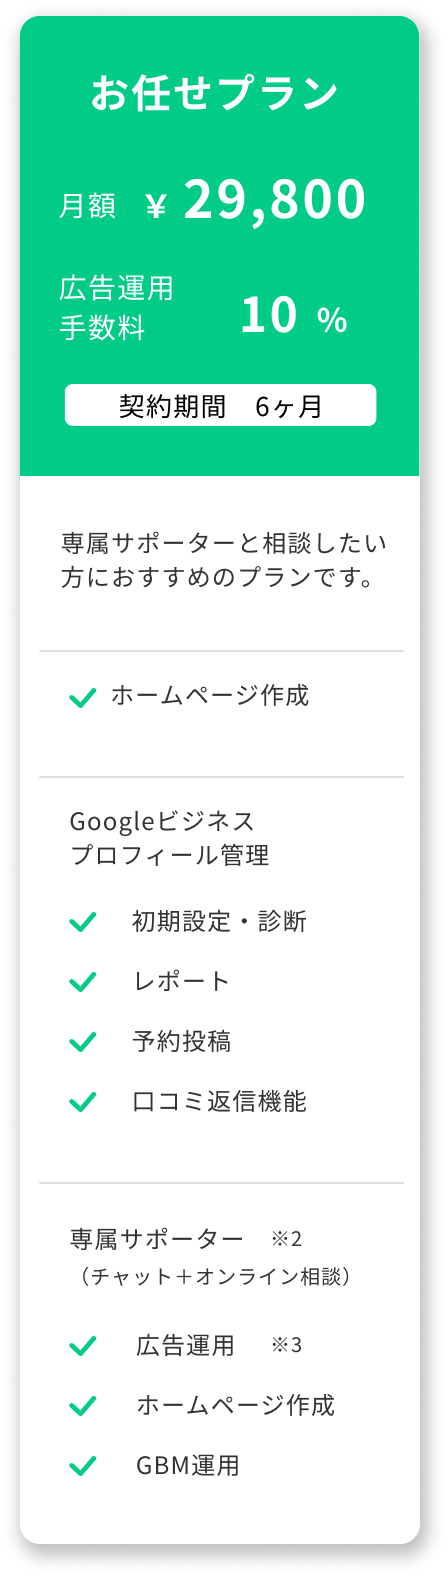 お任せプラン
月額 ¥ 29,800
広告運用
手数料 10 %
契約期間 6ヶ月
専属サポーターと相談したい
方におすすめのプランです。
ホームページ作成
Googleビジネス
プロフィール管理
初期設定・診断
レポート
予約投稿
口コミ返信機能
専属サポーター ※2
（チャット＋オンライン相談）
広告運用 ※3
ホームページ作成
GBM運用